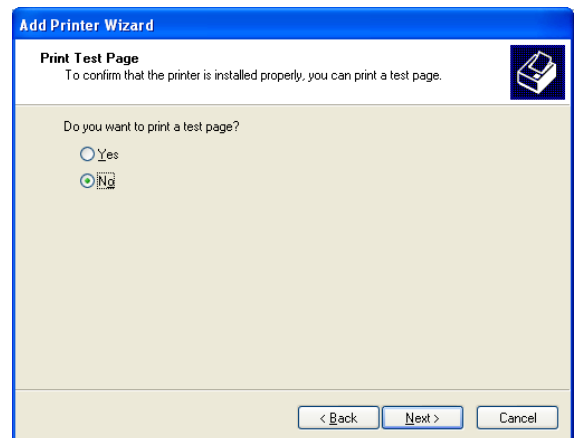 Add Printer Wizard
Print Test Page
To confirm that the printer is installed properly, you can print a test page.
Do you want to print a test page?
Yes
No
< Back
Next >
Cancel